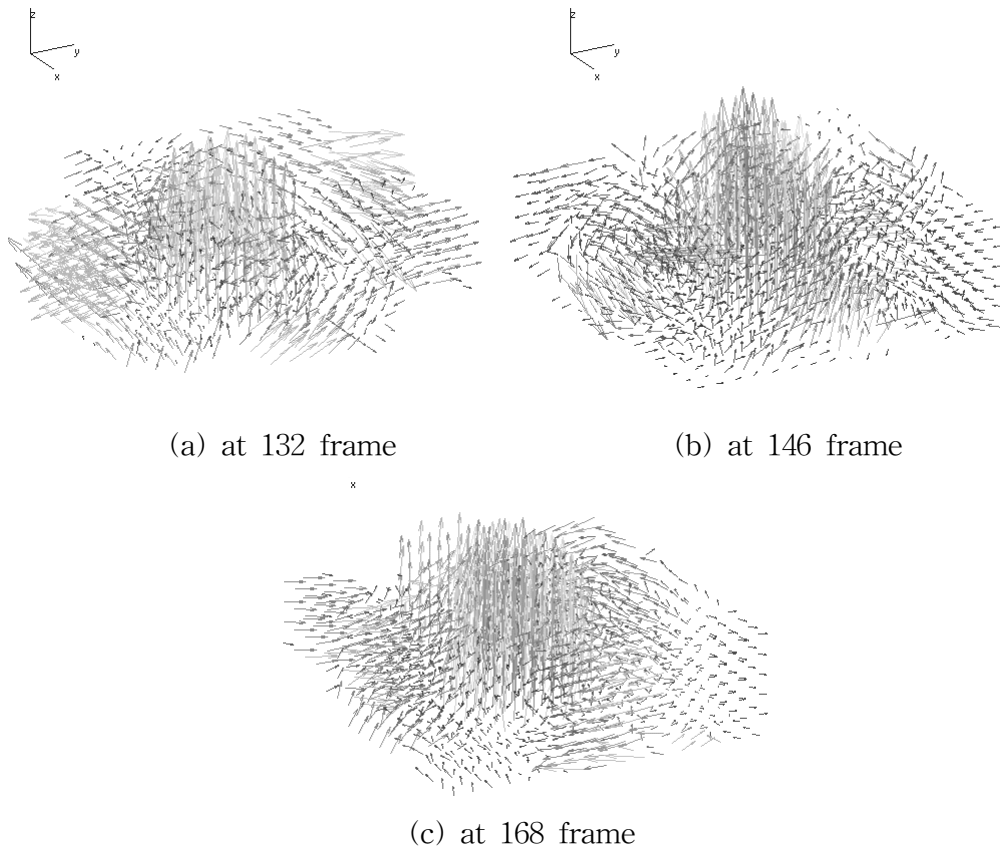 z
y
x
z
y
x
(a) at 132 frame
(b) at 146 frame
x
(c) at 168 frame